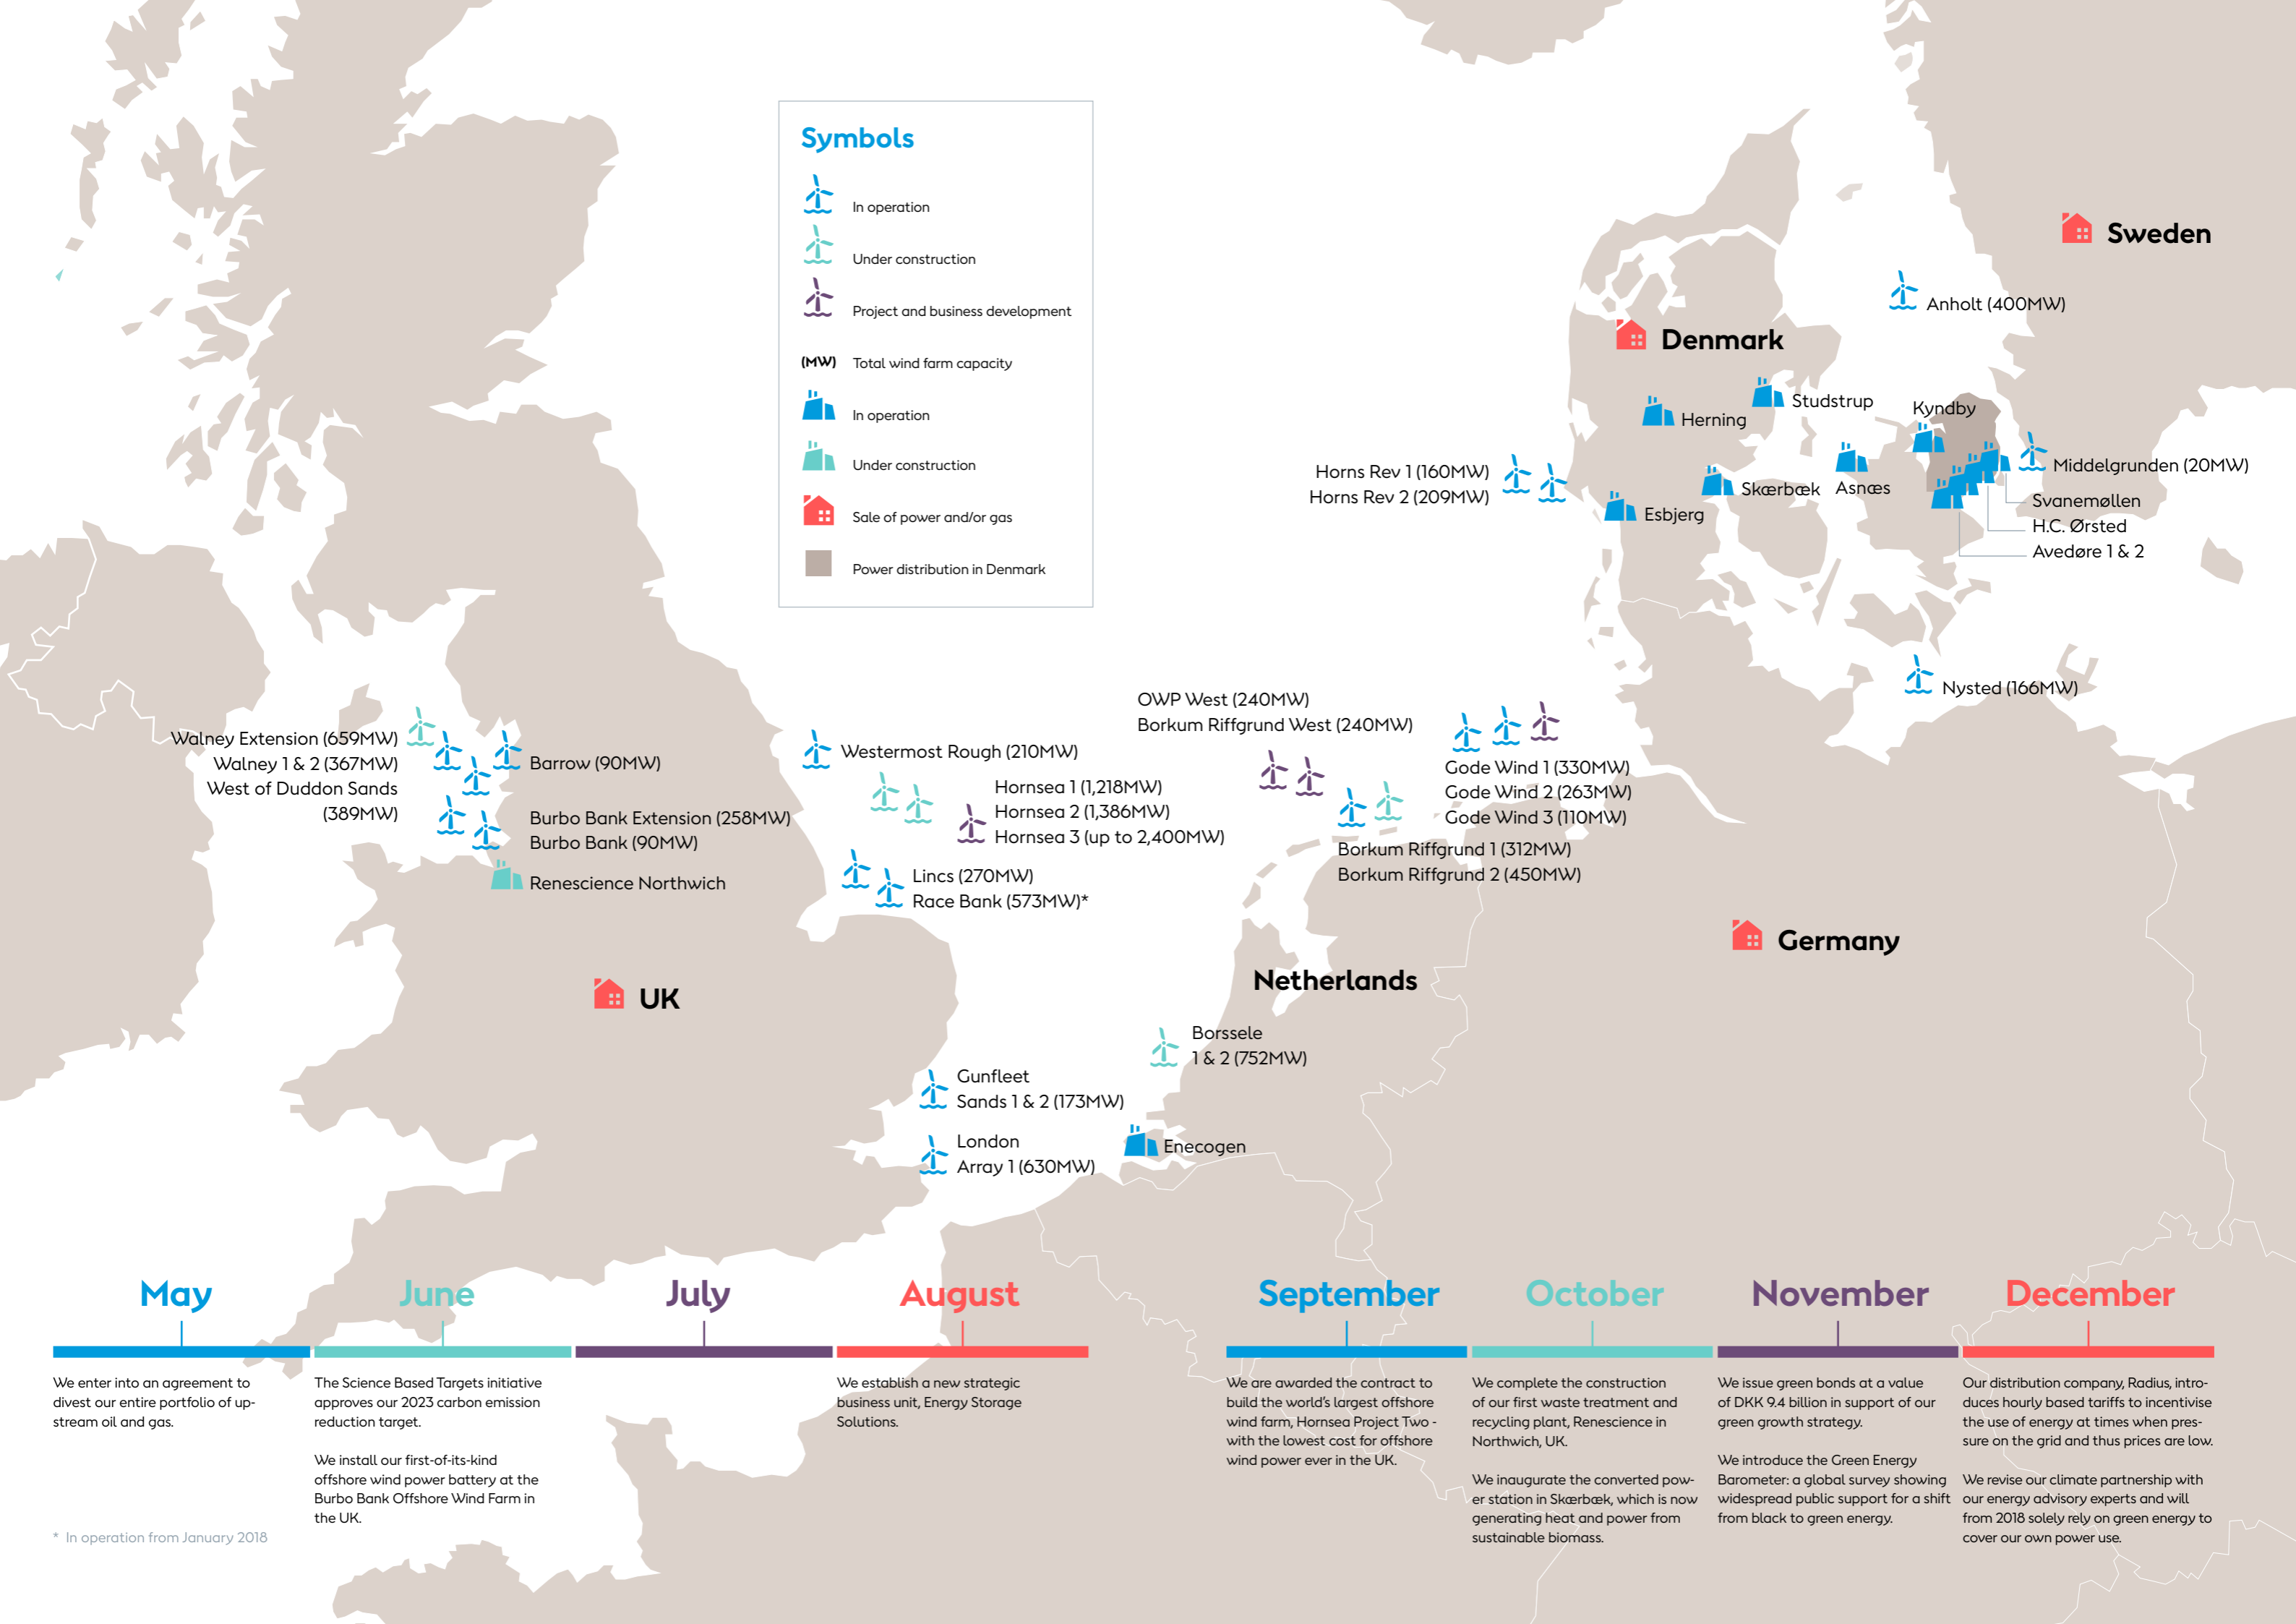 Symbols
In operation
Under construction
Project and business development
(MW) Total wind farm capacity
In operation
Under construction
Sale of power and/or gas
Power distribution in Denmark
Sweden
Anholt (400MW)
Denmark
Studstrup
Herning
Kyndby
Horns Rev 1 (160MW)
Horns Rev 2 (209MW)
Middelgrunden (20MW)
Skærbæk
Asnæs
Esbjerg
Svanemøllen
H.C. Ørsted
Avedøre 1 & 2
Nysted (166MW)
Walney Extension (659MW)
Walney 1 & 2 (367MW)
West of Duddon Sands
(389MW)
Barrow (90MW)
Burbo Bank Extension (258MW)
Burbo Bank (90MW)
Renescience Northwich
Westermost Rough (210MW)
Hornsea 1 (1,218MW)
Hornsea 2 (1,386MW)
Hornsea 3 (up to 2,400MW)
Lincs (270MW)
Race Bank (573MW)*
OWP West (240MW)
Borkum Riffgrund West (240MW)
Gode Wind 1 (330MW)
Gode Wind 2 (263MW)
Gode Wind 3 (110MW)
Borkum Riffgrund 1 (312MW)
Borkum Riffgrund 2 (450MW)
Germany
Netherlands
UK
Borssele
1 & 2 (752MW)
Gunfleet
Sands 1 & 2 (173MW)
London
Array 1 (630MW)
Enecogen
May
We enter into an agreement to
divest our entire portfolio of up-
stream oil and gas.
June
The Science Based Targets initiative
approves our 2023 carbon emission
reduction target.
We install our first-of-its-kind
offshore wind power battery at the
Burbo Bank Offshore Wind Farm in
the UK.
July
August
We establish a new strategic
business unit, Energy Storage
Solutions.
September
We are awarded the contract to
build the world's largest offshore
wind farm, Hornsea Project Two -
with the lowest cost for offshore
wind power ever in the UK.
October
We complete the construction
of our first waste treatment and
recycling plant, Renescience in
Northwich, UK.
We inaugurate the converted pow-
er station in Skærbæk, which is now
generating heat and power from
sustainable biomass.
November
We issue green bonds at a value
of DKK 9.4 billion in support of our
green growth strategy.
We introduce the Green Energy
Barometer: a global survey showing
widespread public support for a shift
from black to green energy.
December
Our distribution company, Radius, intro-
duces hourly based tariffs to incentivise
the use of energy at times when pres-
sure on the grid and thus prices are low.
We revise our climate partnership with
our energy advisory experts and will
from 2018 solely rely on green energy to
cover our own power use.
* In operation from January 2018